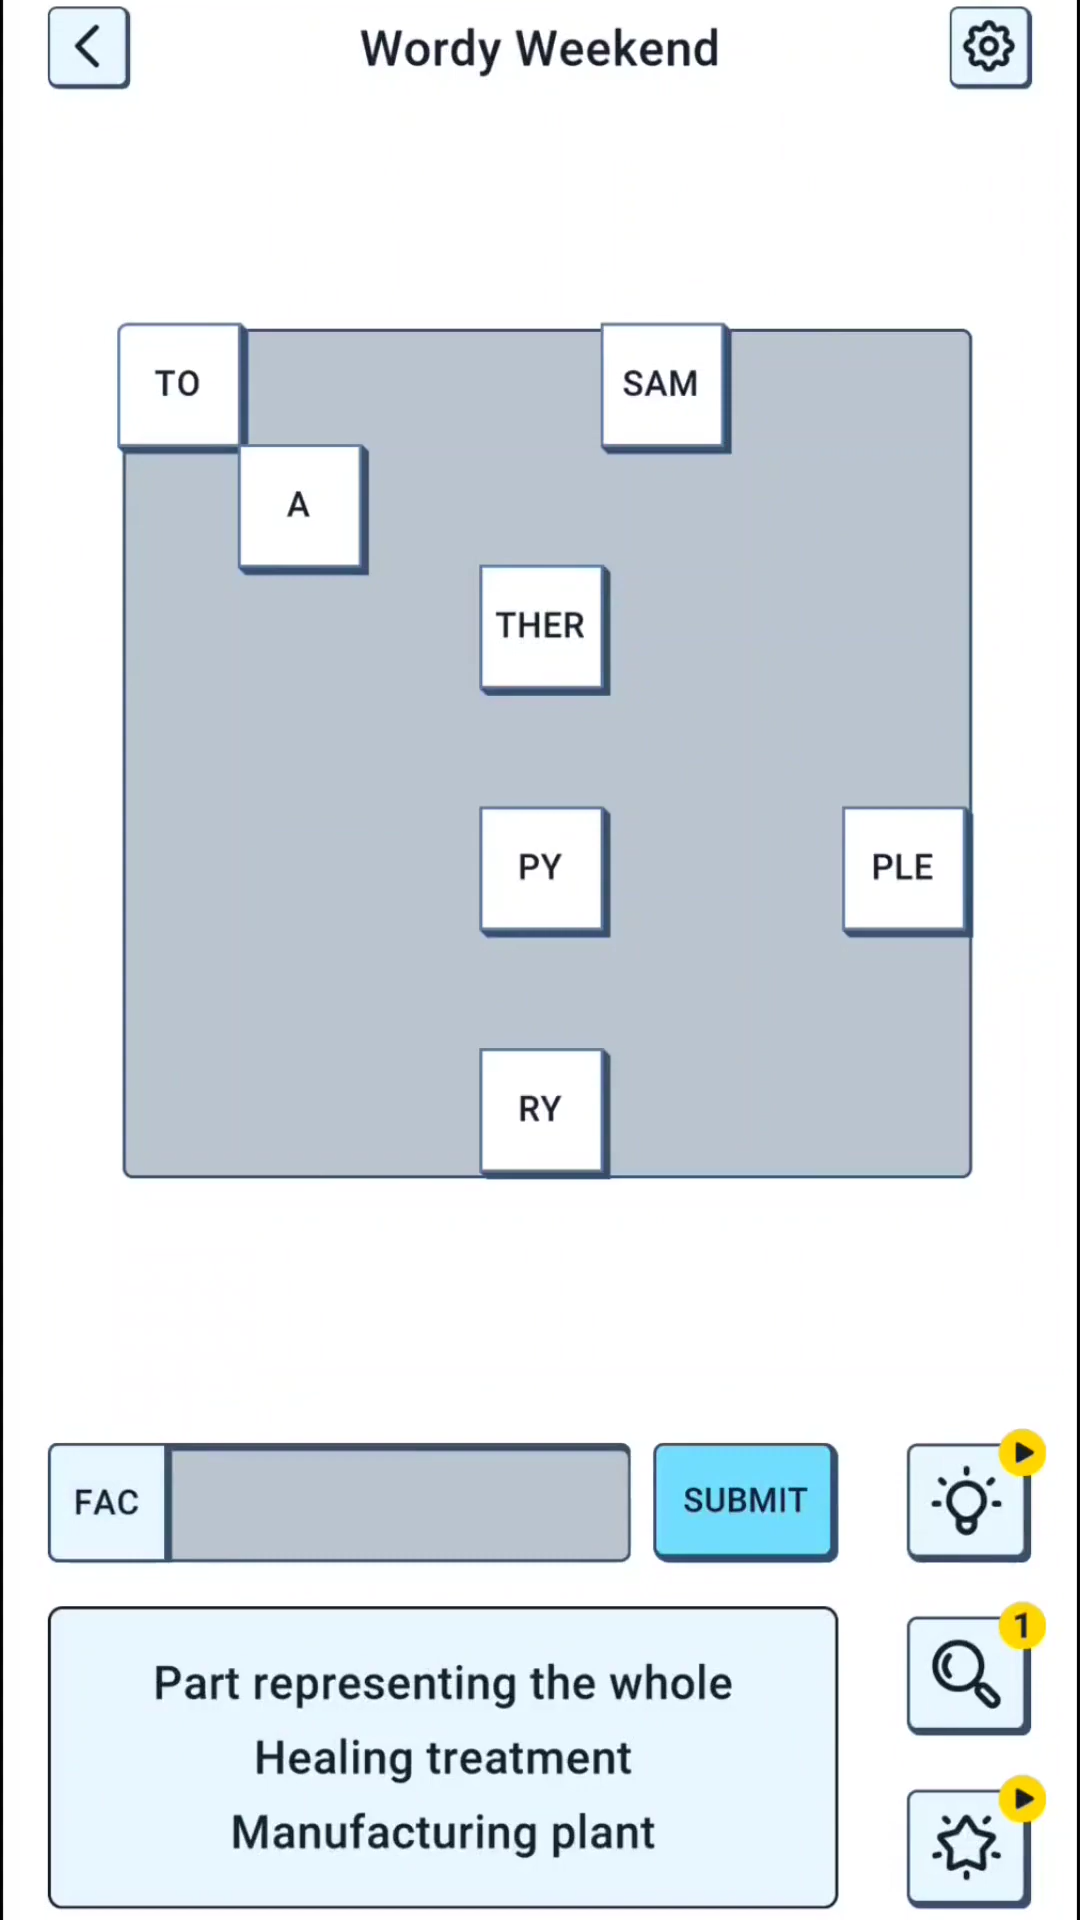 Wordy Weekend
TO
SAM
A
THER
PY
PLE
RY
FAC
SUBMIT
1
Part representing the whole
Healing treatment
Manufacturing plant